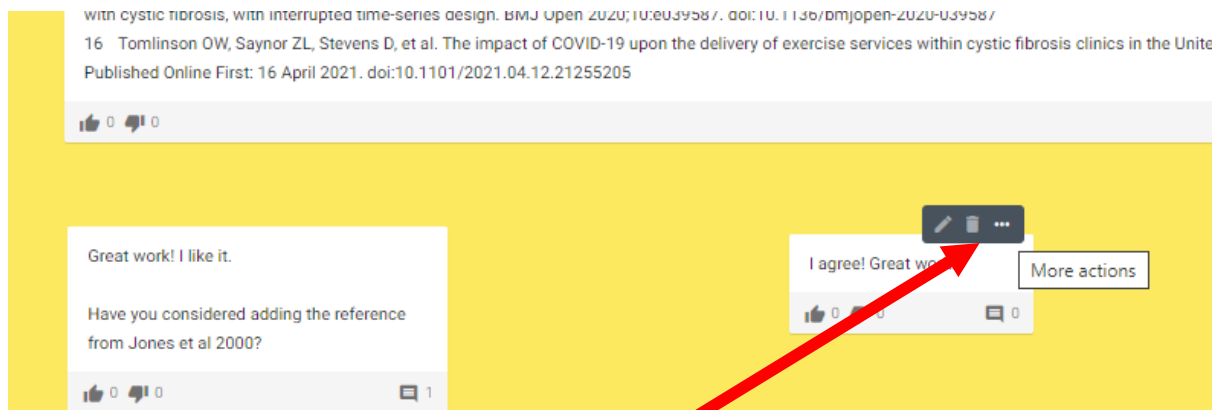 with cystic fibrosis, with interrupted time-series design. BMJ Open 2020;10:e039587. doi:10.1136/bmjopen-2020-039587
16 Tomlinson OW, Saynor ZL, Stevens D, et al. The impact of COVID-19 upon the delivery of exercise services within cystic fibrosis clinics in the Unite
Published Online First: 16 April 2021. doi:10.1101/2021.04.12.21255205
0 0
Great work! I like it.
Have you considered adding the reference
from Jones et al 2000?
0 0 1
I agree! Great wo
More actions
0 0 0